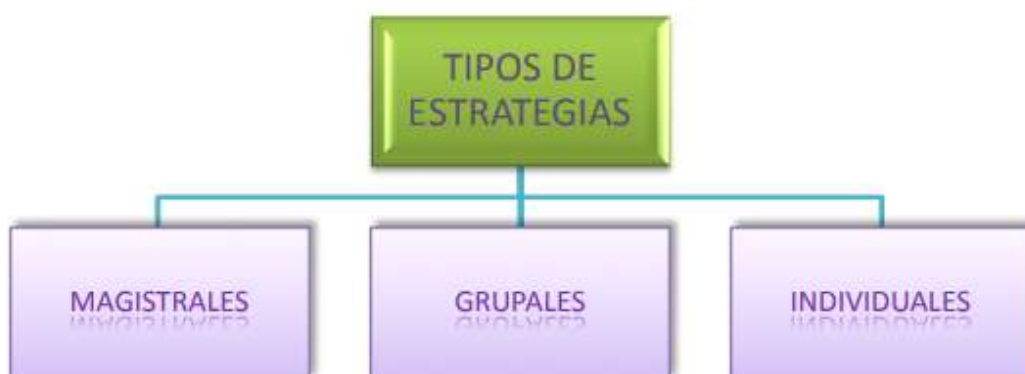 TIPOS DE
ESTRATEGIAS
MAGISTRALES
GRUPALES
INDIVIDUALES